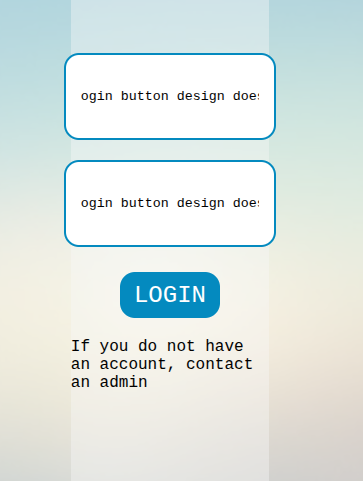 ogin button design does
ogin button design does
LOGIN
If you do not have
an account, contact
an admin